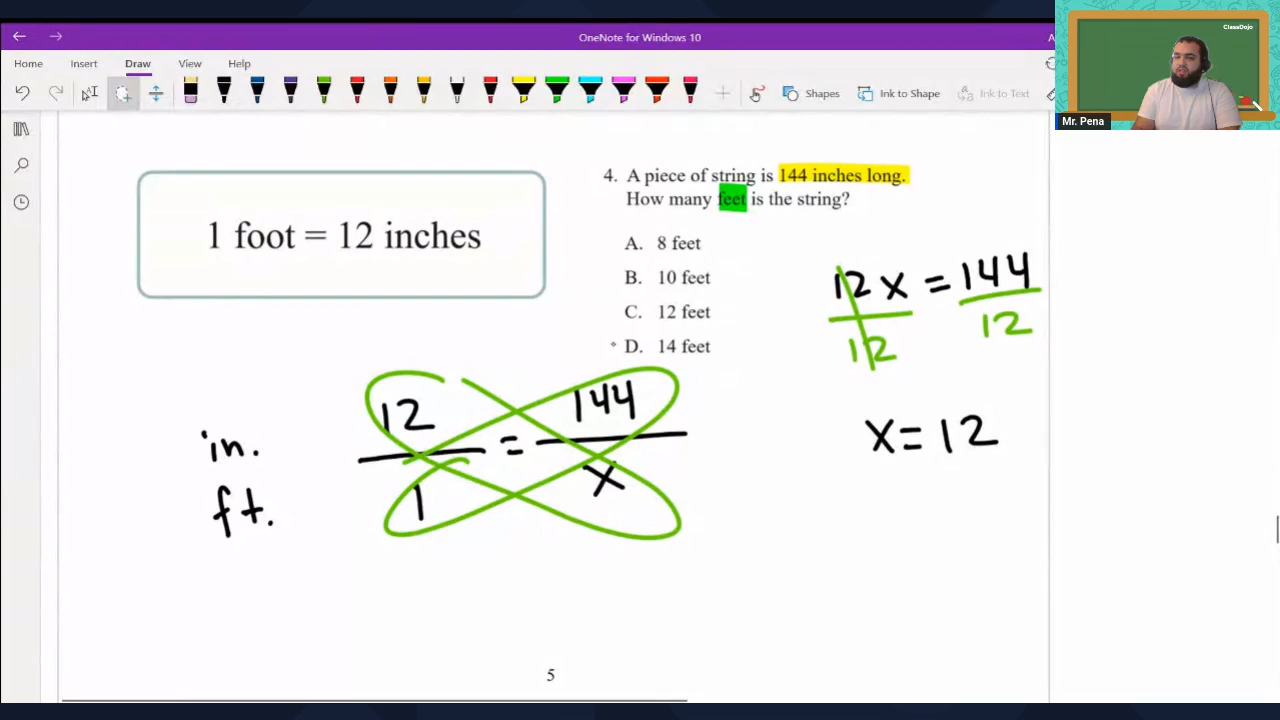 OneNote for Windows 10
ClassDojo
Mr. Pena
Home Insert Draw View Help
Shapes Ink to Shape Ink to Text
1 foot = 12 inches
4. A piece of string is 144 inches long.
How many feet is the string?
A. 8 feet
B. 10 feet
C. 12 feet
D. 14 feet
12x = 144
12 12
x = 12
in. 12 = 144
ft. 1 x
5